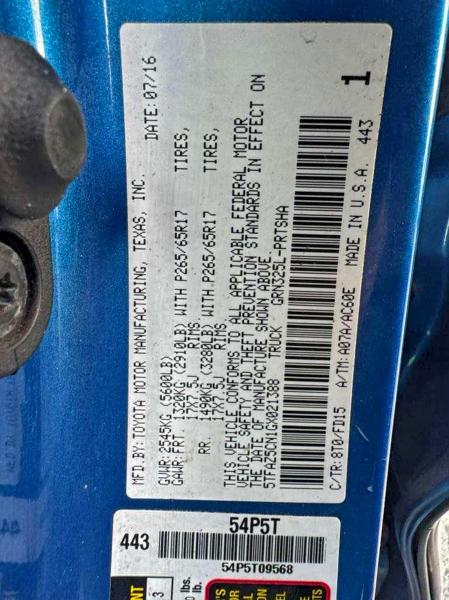 MFD.BY:TOYOTA MOTOR MANUFACTURING, TEXAS, INC. DATE: 07/16
GVWR:2545KG (5600LB)
GAWR:FRT. 1320KG (2910LB) WITH P265/65R17 TIRES,
17X7.5J RIMS
RR. 1490KG (3280LB) WITH P265/65R17 TIRES,
17X7.5J RIMS
THIS VEHICLE CONFORMS TO ALL APPLICABLE FEDERAL MOTOR
VEHICLE SAFETY AND THEFT PREVENTION STANDARDS IN EFFECT ON
THE DATE OF MANUFACTURE SHOWN ABOVE.
5TFAZ5CN1GX021388 TRUCK GRN325L-PRTSHA
1
C/TR:8T0/FD15 A/TM:A07A/AC60E MADE IN U.S.A. 443
54P5T
443
54P5T09568